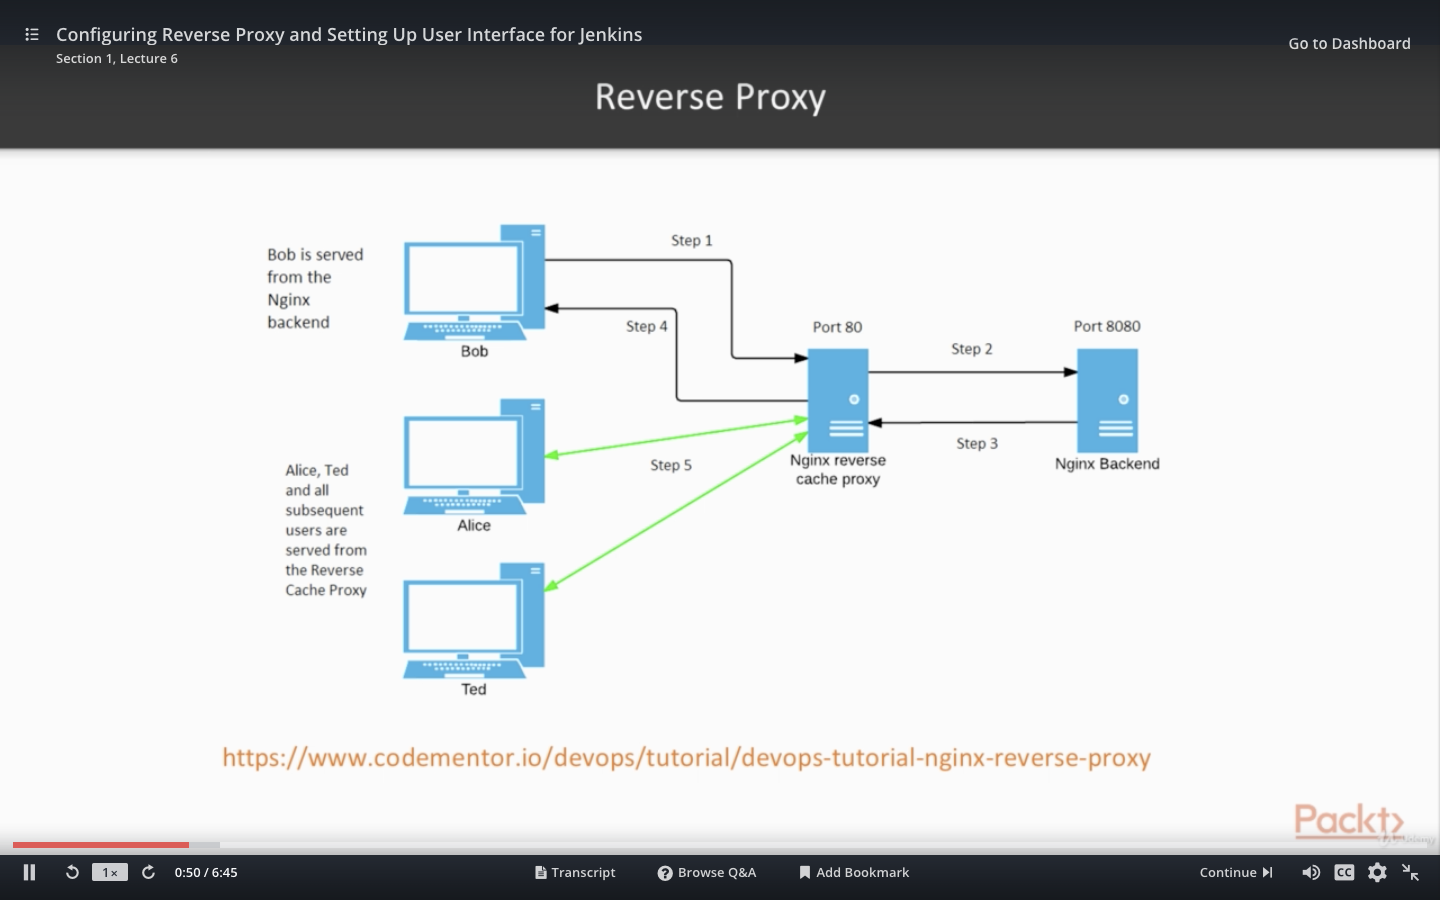 Configuring Reverse Proxy and Setting Up User Interface for Jenkins
Section 1, Lecture 6
Go to Dashboard
Reverse Proxy
Bob is served
from the
Nginx
backend
Bob
Step 1
Step 4
Port 80
Step 2
Port 8080
Step 3
Nginx reverse
cache proxy
Nginx Backend
Alice, Ted
and all
subsequent
users are
served from
the Reverse
Cache Proxy
Alice
Step 5
Ted
https://www.codementor.io/devops/tutorial/devops-tutorial-nginx-reverse-proxy
Packt>
1×
0:50 / 6:45
Transcript
Browse Q&A
Add Bookmark
Continue
CC